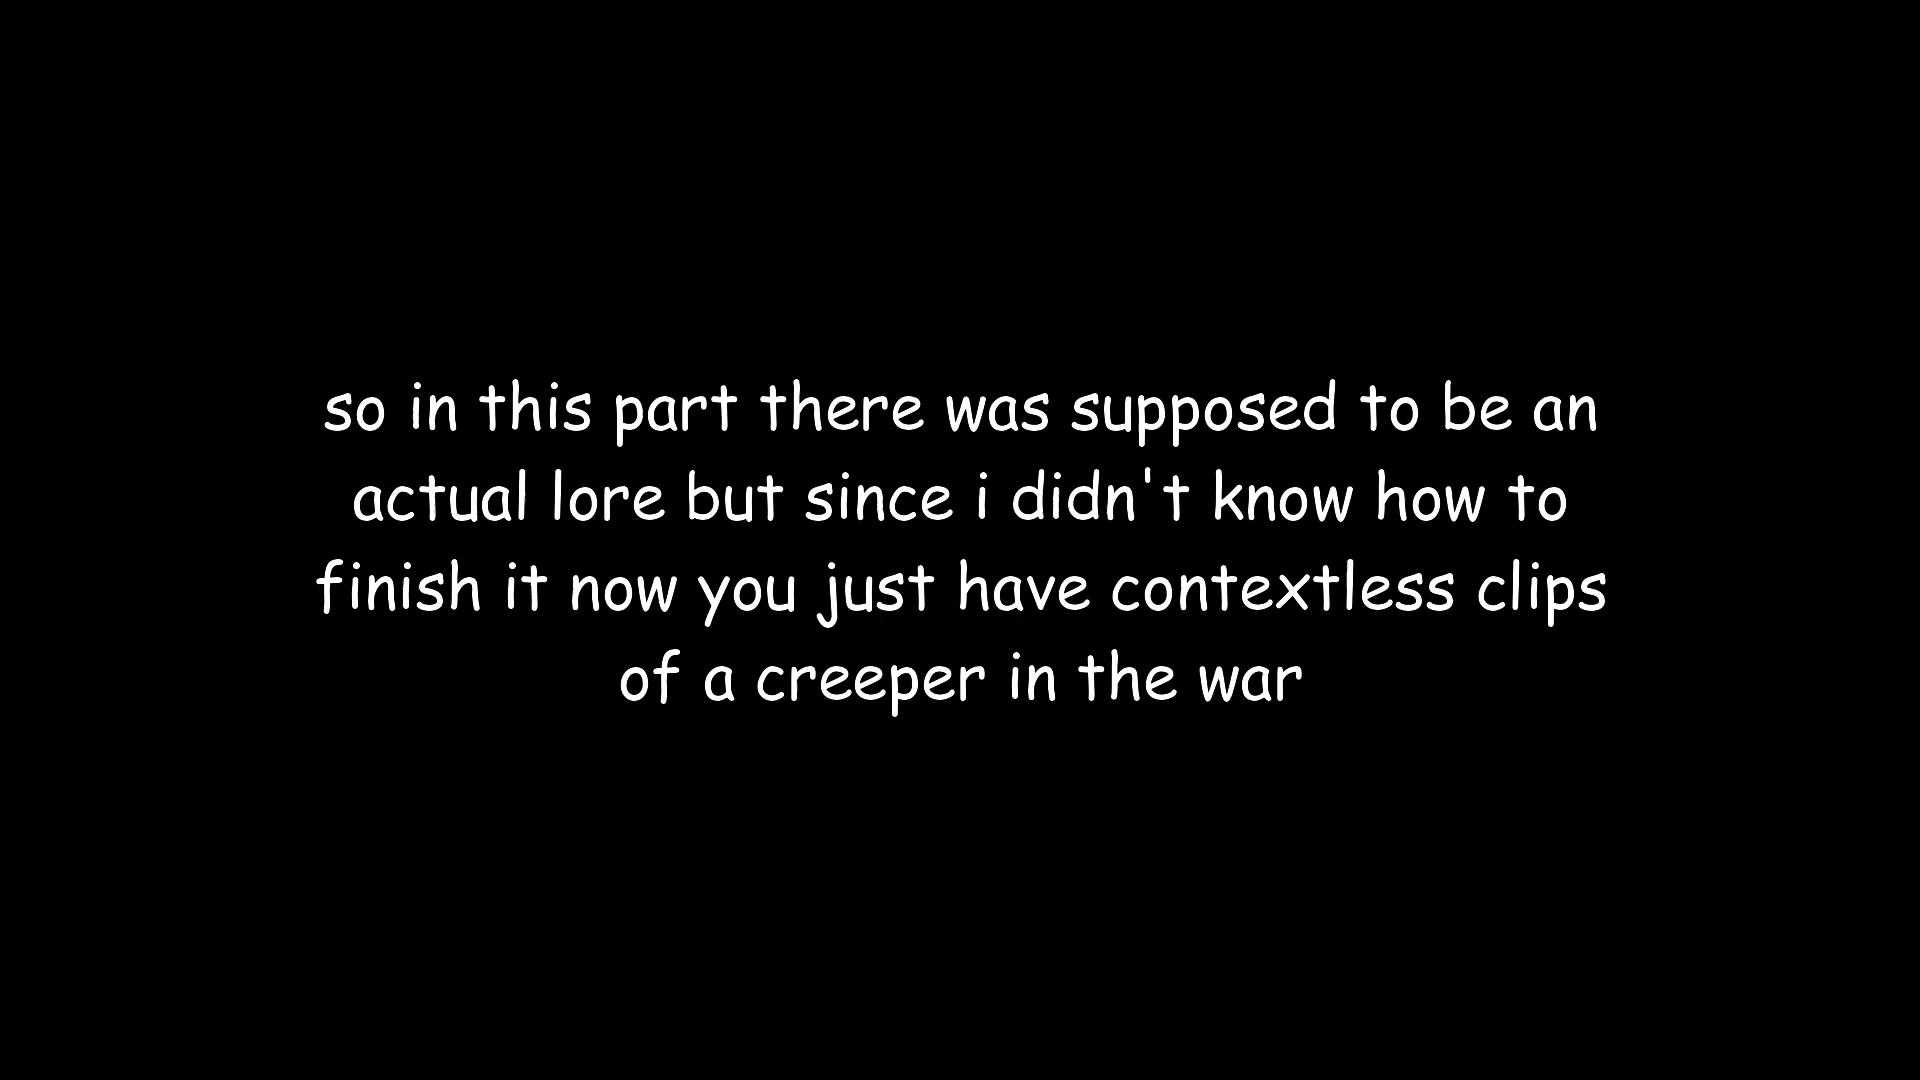 so in this part there was supposed to be an
actual lore but since i didn't know how to
finish it now you just have contextless clips
of a creeper in the war